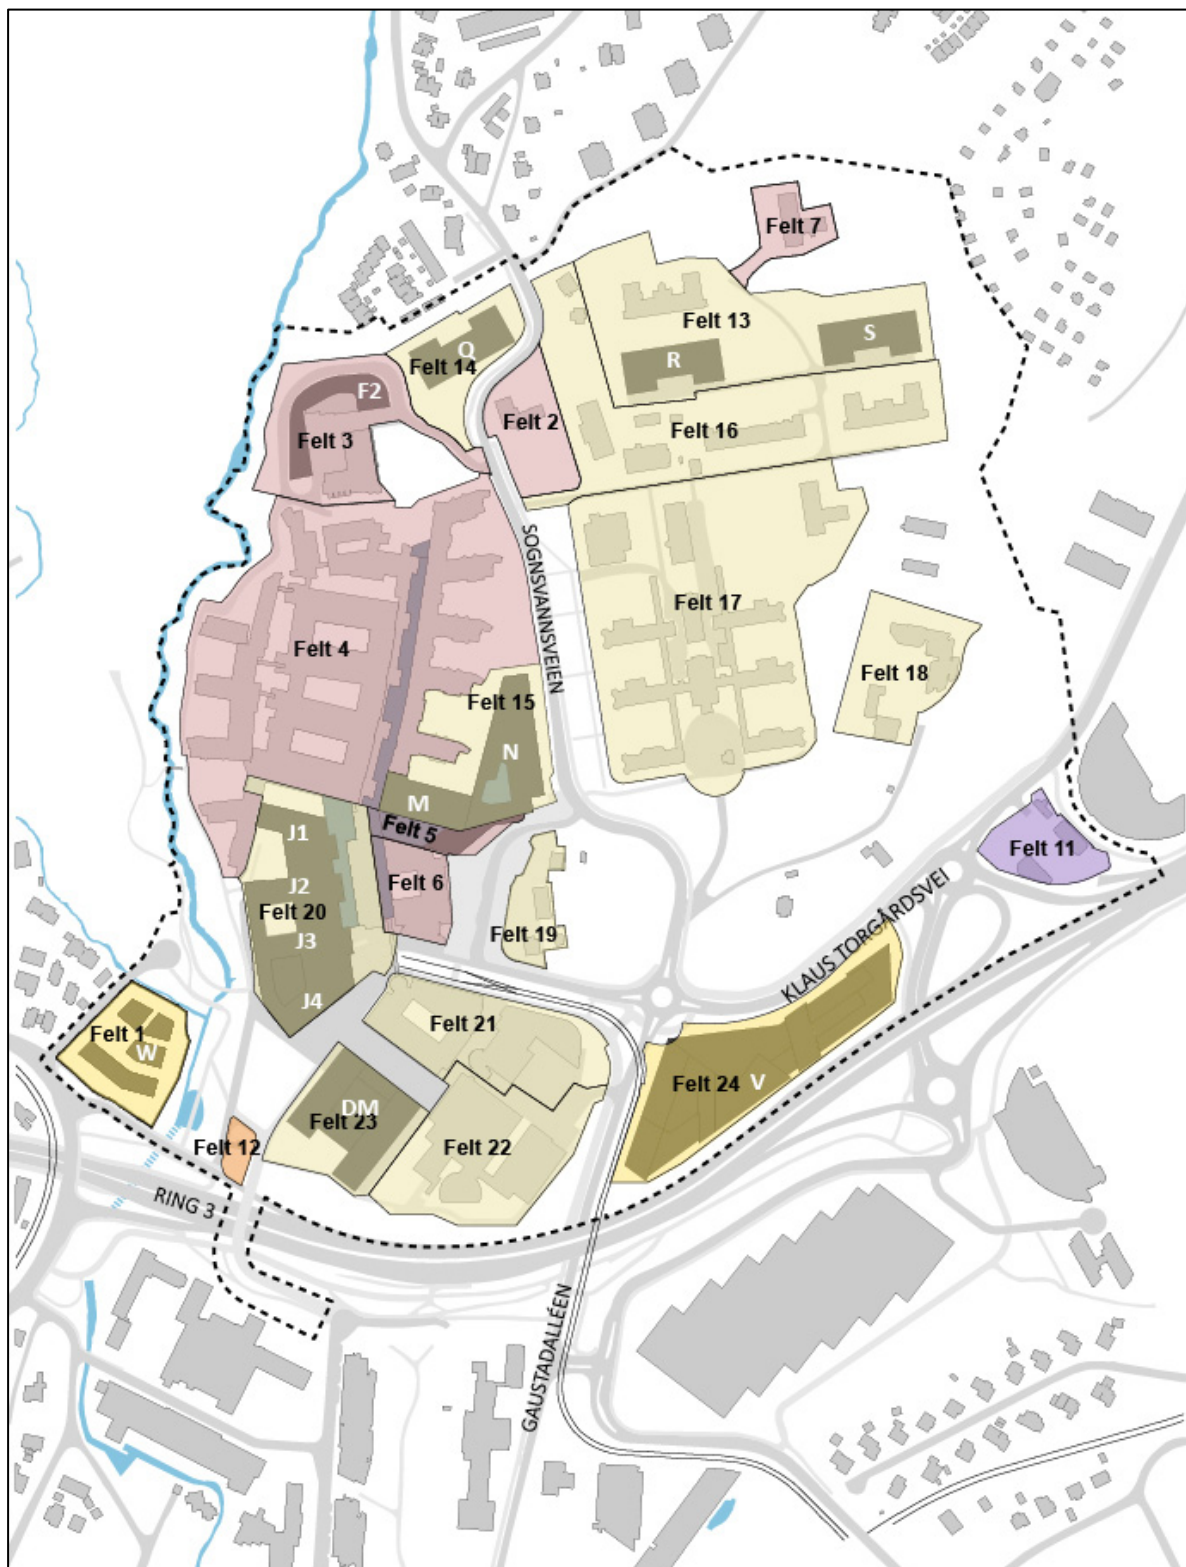 Felt 7
Felt 13
S
Q
R
Felt 14
F2
Felt 2
Felt 3
Felt 16
SOGNSVANNSVEIEN
Felt 17
Felt 4
Felt 18
Felt 15
N
M
Felt 5
J1
Felt 11
J2
Felt 6
Felt 20
J3
Felt 19
KLAUS TORGÅRDSVEI
J4
Felt 21
Felt 1
W
Felt 24
V
DM
Felt 23
Felt 12
Felt 22
RING 3
GAUSTADALLÉEN